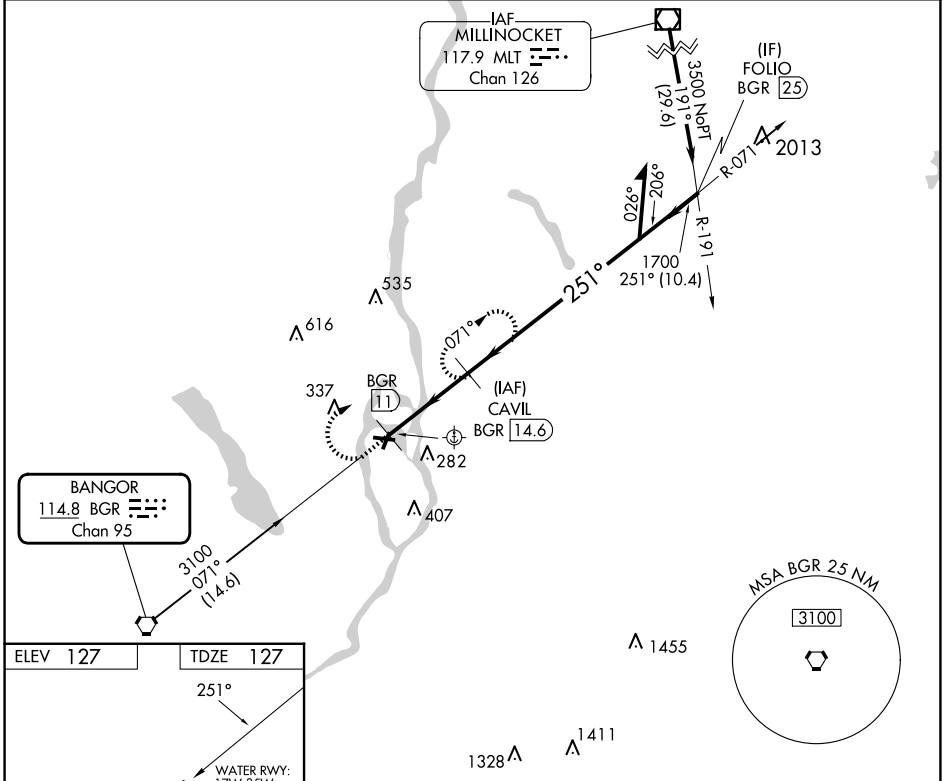 IAF
MILLINOCKET
117.9 MLT
Chan 126
3500 NoPT
191°
(29.6)
(IF)
FOLIO
BGR 25
2013
R-071
R-191
026°
206°
1700
251° (10.4)
251°
535
616
071°
337
BGR
11
(IAF)
CAVIL
BGR 14.6
282
407
BANGOR
114.8 BGR
Chan 95
3100
071°
(14.6)
MSA BGR 25 NM
3100
1455
1411
1328
ELEV 127
TDZE 127
251°
WATER RWY: